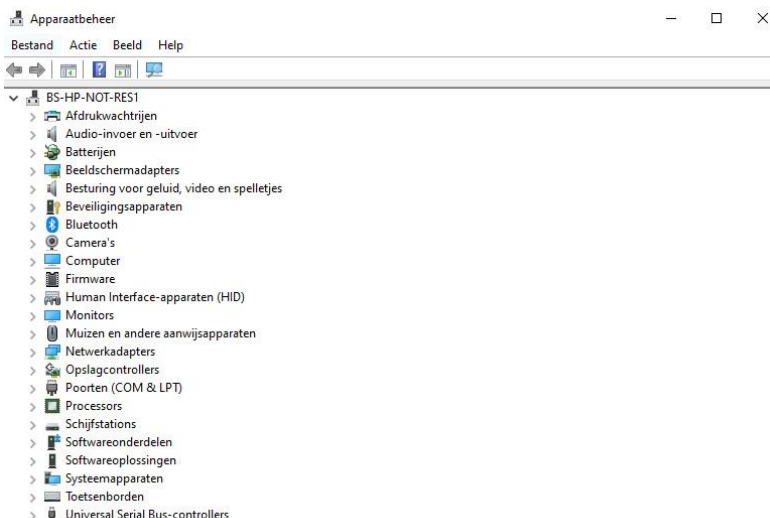 Apparaatbeheer
Bestand Actie Beeld Help
BS-HP-NOT-RES1
Afdrukwachtrijen
Audio-invoer en -uitvoer
Batterijen
Beeldschermadapters
Besturing voor geluid, video en spelletjes
Beveiligingsapparaten
Bluetooth
Camera's
Computer
Firmware
Human Interface-apparaten (HID)
Monitors
Muizen en andere aanwijsapparaten
Netwerkadapters
Opslagcontrollers
Poorten (COM & LPT)
Processors
Schijfstations
Softwareonderdelen
Softwareoplossingen
Systeemapparaten
Toetsenborden
Universal Serial Bus-controllers